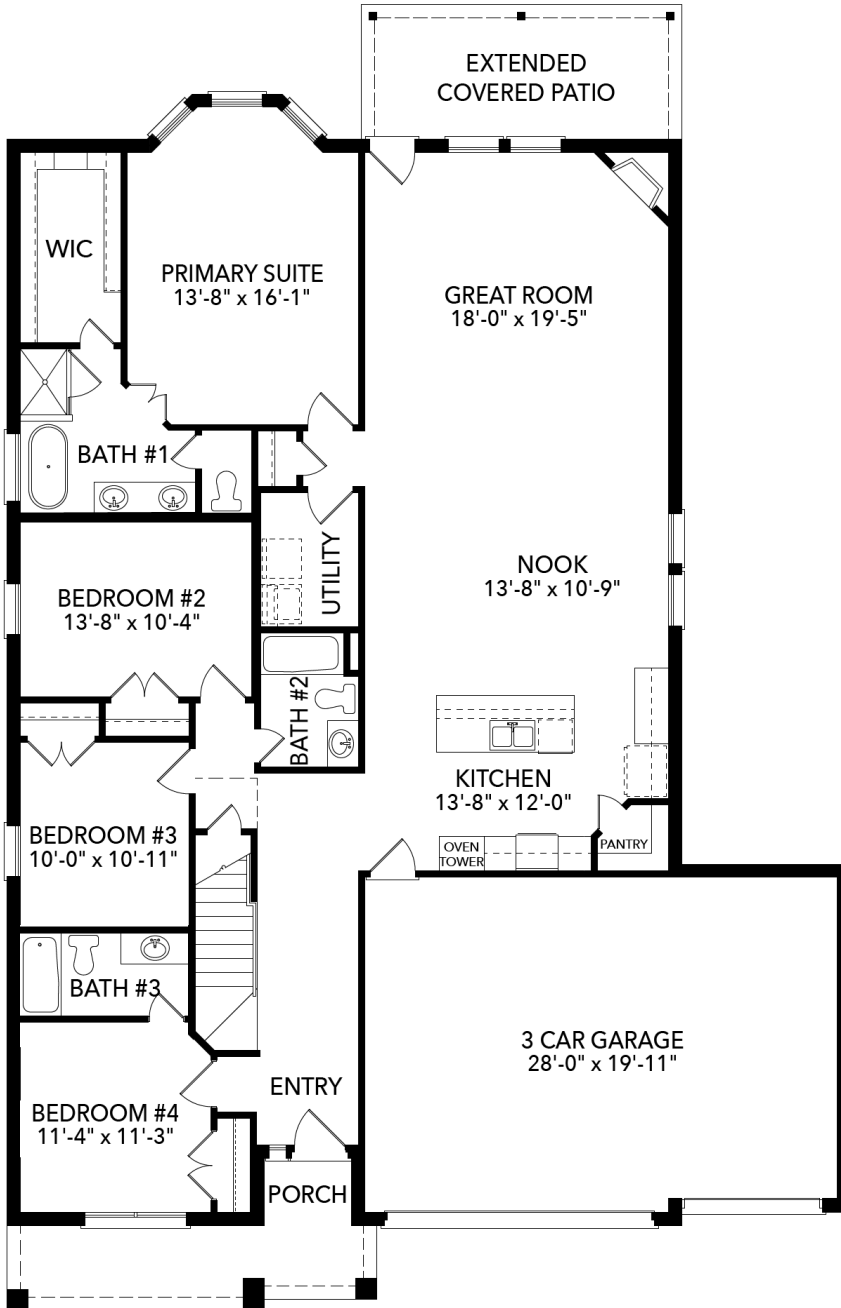 EXTENDED
COVERED PATIO
WIC
PRIMARY SUITE
13'-8" x 16'-1"
GREAT ROOM
18'-0" x 19'-5"
BATH #1
UTILITY
NOOK
13'-8" x 10'-9"
BEDROOM #2
13'-8" x 10'-4"
BATH #2
KITCHEN
13'-8" x 12'-0"
BEDROOM #3
10'-0" x 10'-11"
OVEN
TOWER
PANTRY
BATH #3
3 CAR GARAGE
28'-0" x 19'-11"
ENTRY
BEDROOM #4
11'-4" x 11'-3"
PORCH